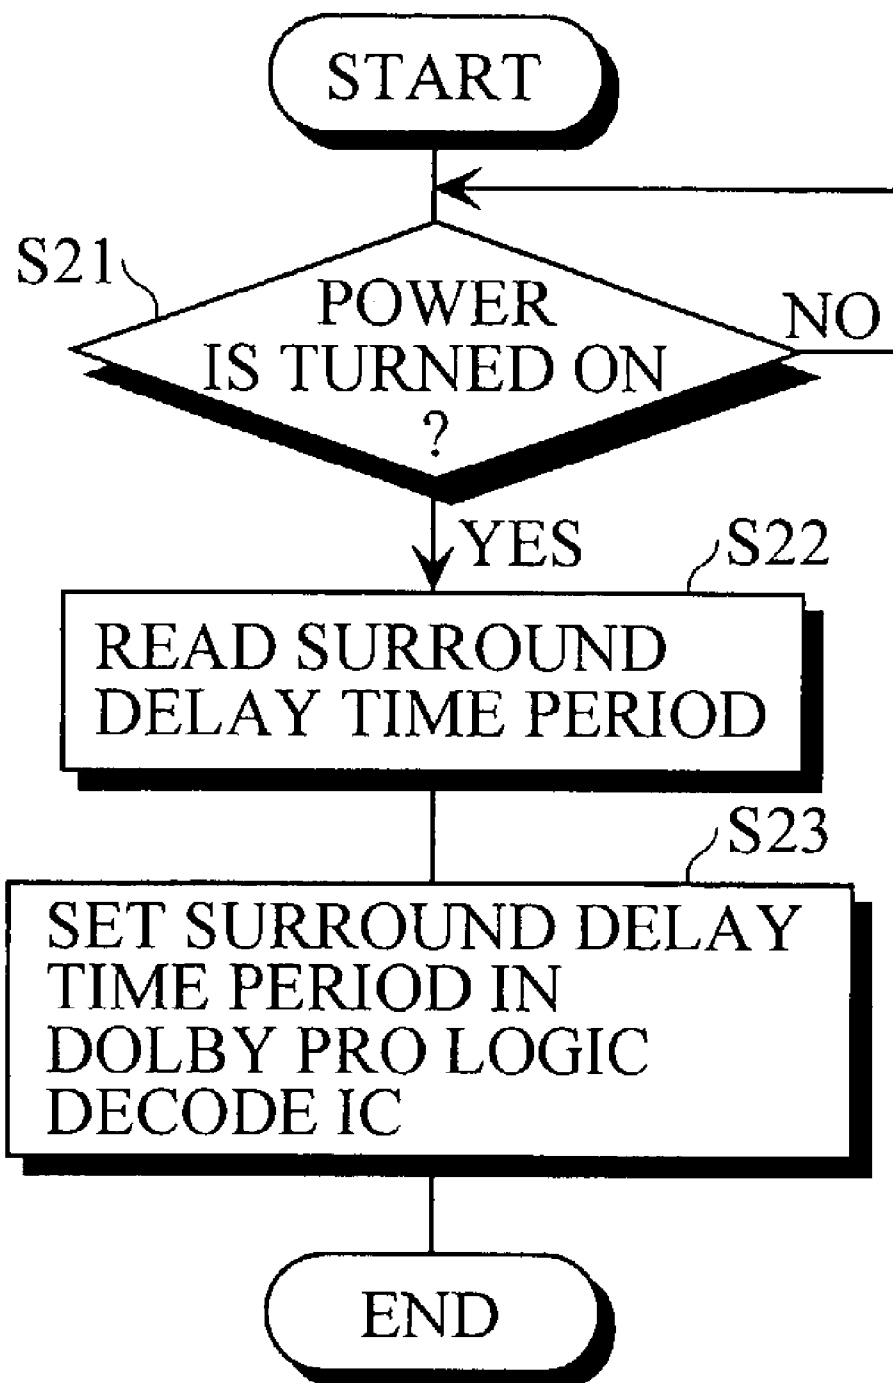 START
S21
POWER
IS TURNED ON
?
NO
YES
S22
READ SURROUND
DELAY TIME PERIOD
S23
SET SURROUND DELAY
TIME PERIOD IN
DOLBY PRO LOGIC
DECODE IC
END